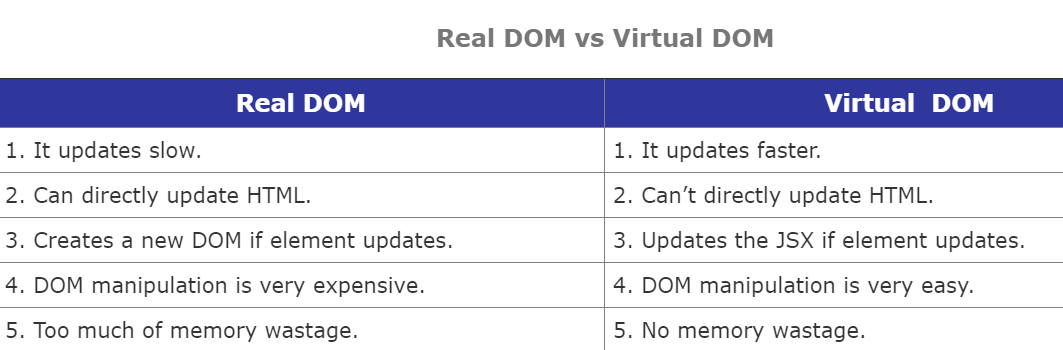 Real DOM vs Virtual DOM
Real DOM Virtual  DOM
1. It updates slow. 1. It updates faster.
2. Can directly update HTML. 2. Can’t directly update HTML.
3. Creates a new DOM if element updates. 3. Updates the JSX if element updates.
4. DOM manipulation is very expensive. 4. DOM manipulation is very easy.
5. Too much of memory wastage. 5. No memory wastage.